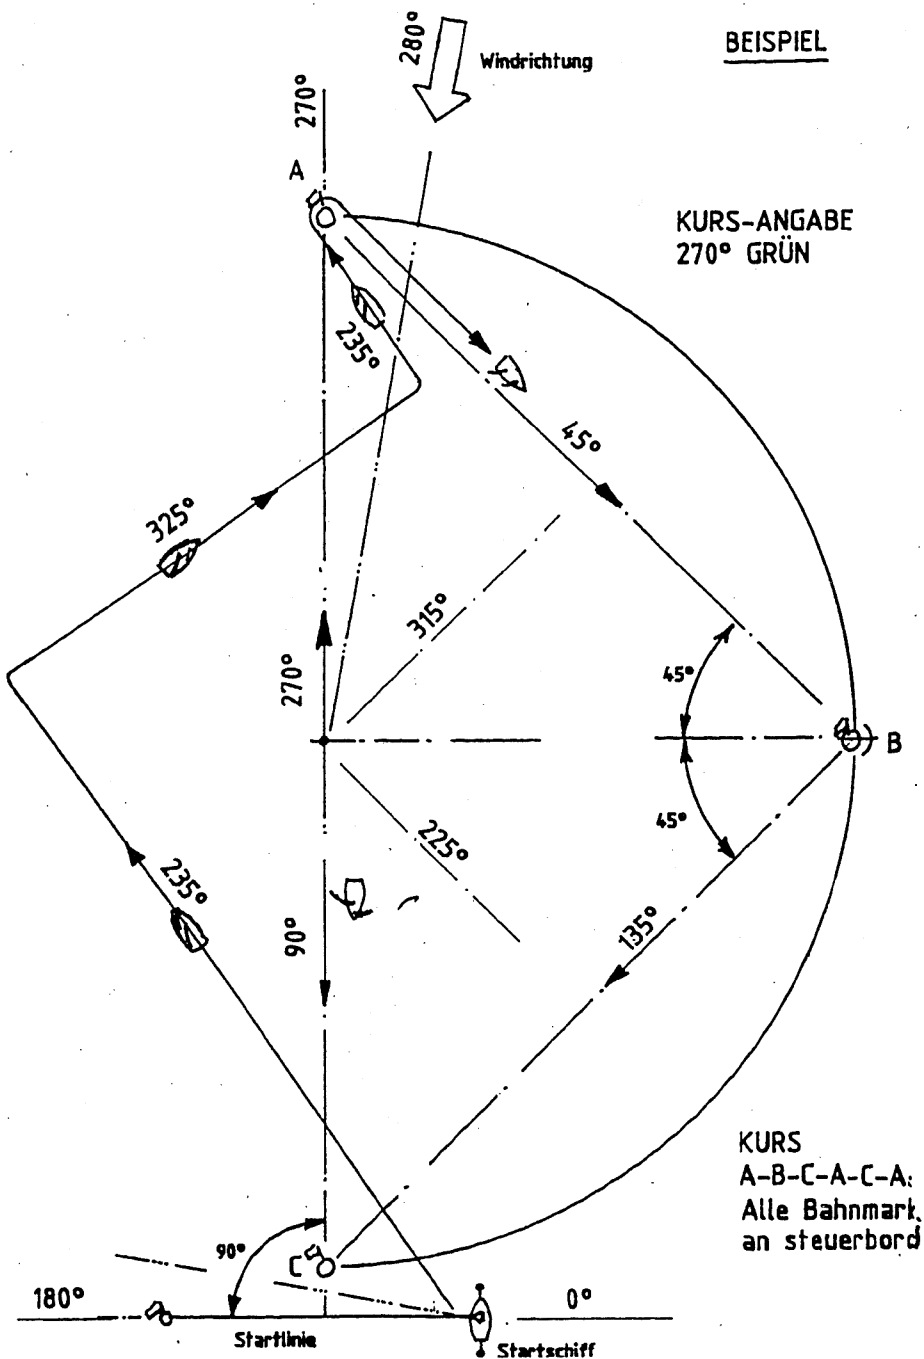 280°
Windrichtung
BEISPIEL
270°
A
KURS-ANGABE
270° GRÜN
235°
45°
325°
315°
270°
45°
B
45°
225°
235°
90°
135°
KURS
A-B-C-A-C-A:
Alle Bahnmark.
an steuerbord
90°
C
180°
0°
Startlinie
Startschiff